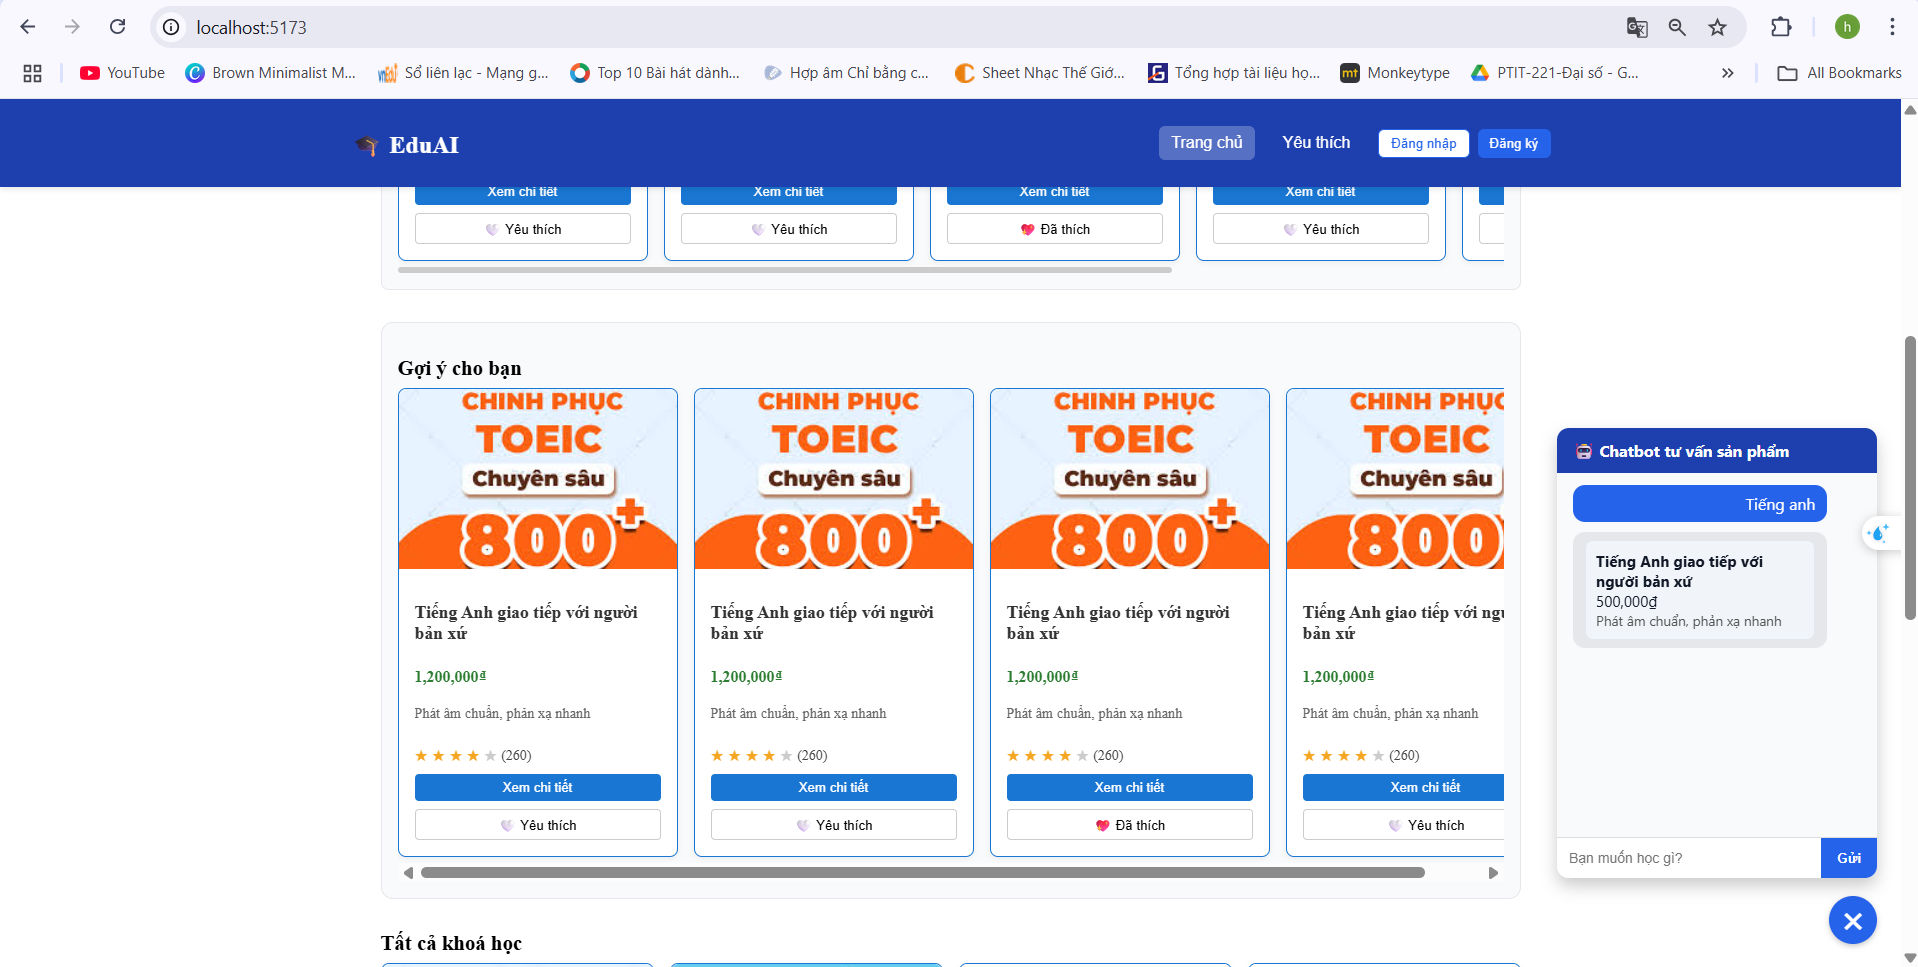 localhost:5173
YouTube
Brown Minimalist M...
Sổ liên lạc - Mạng g...
Top 10 Bài hát dành...
Hợp âm Chỉ bằng c...
Sheet Nhạc Thế Giớ...
Tổng hợp tài liệu họ...
mt
Monkeytype
PTIT-221-Đại số - G...
All Bookmarks
h
EduAI
Trang chủ
Yêu thích
Đăng nhập
Đăng ký
Xem chi tiết
Xem chi tiết
Xem chi tiết
Xem chi tiết
Yêu thích
Yêu thích
Đã thích
Yêu thích
Gợi ý cho bạn
CHINH PHỤC
TOEIC
Chuyên sâu
800+
CHINH PHỤC
TOEIC
Chuyên sâu
800+
CHINH PHỤC
TOEIC
Chuyên sâu
800+
CHINH PHỤC
TOEIC
Chuyên sâu
800
Tiếng Anh giao tiếp với người
bản xứ
1,200,000₫
Phát âm chuẩn, phản xạ nhanh
(260)
Xem chi tiết
Yêu thích
Tiếng Anh giao tiếp với người
bản xứ
1,200,000₫
Phát âm chuẩn, phản xạ nhanh
(260)
Xem chi tiết
Yêu thích
Tiếng Anh giao tiếp với người
bản xứ
1,200,000₫
Phát âm chuẩn, phản xạ nhanh
(260)
Xem chi tiết
Đã thích
Tiếng Anh giao tiếp với
bản xứ
1,200,000₫
Phát âm chuẩn, phản xạ nhanh
(260)
Xem chi tiết
Yêu thích
Tất cả khoá học
Chatbot tư vấn sản phẩm
Tiếng anh
Tiếng Anh giao tiếp với
người bản xứ
500,000₫
Phát âm chuẩn, phản xạ nhanh
Bạn muốn học gì?
Gửi